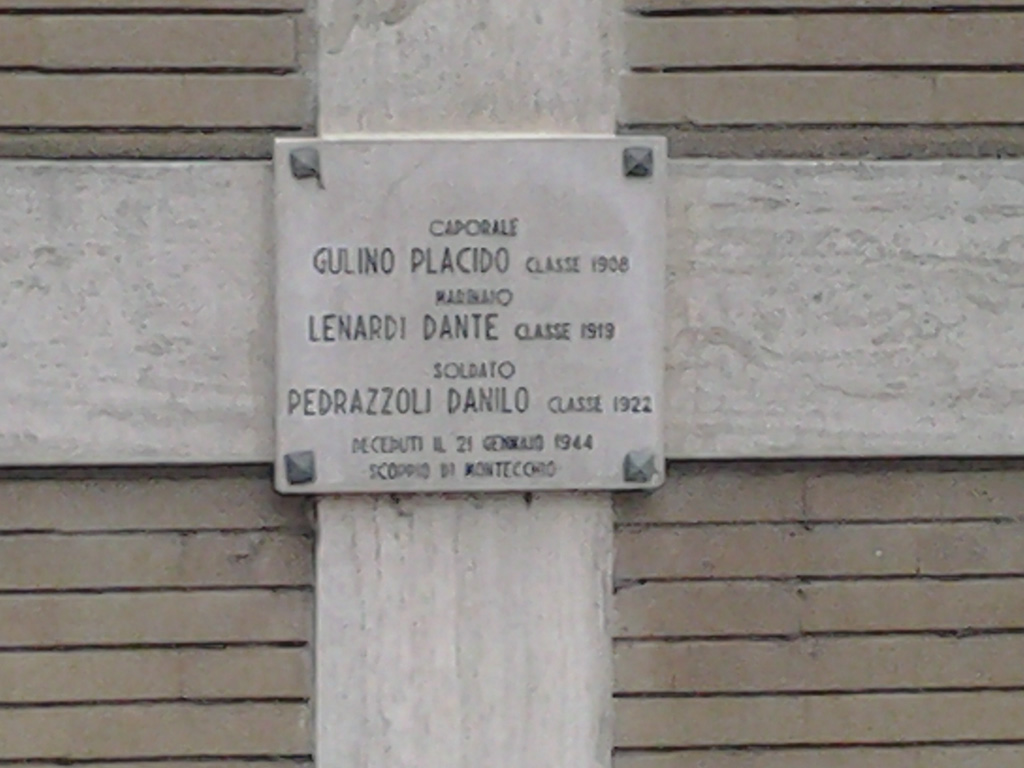 CAPORALE
GULINO PLACIDO CLASSE 1908
MARINAIO
LENARDI DANTE CLASSE 1919
SOLDATO
PEDRAZZOLI DANILO CLASSE 1922
DECEDUTI IL 21 GENNAIO 1944
SCOPPIO DI MONTECCHIO